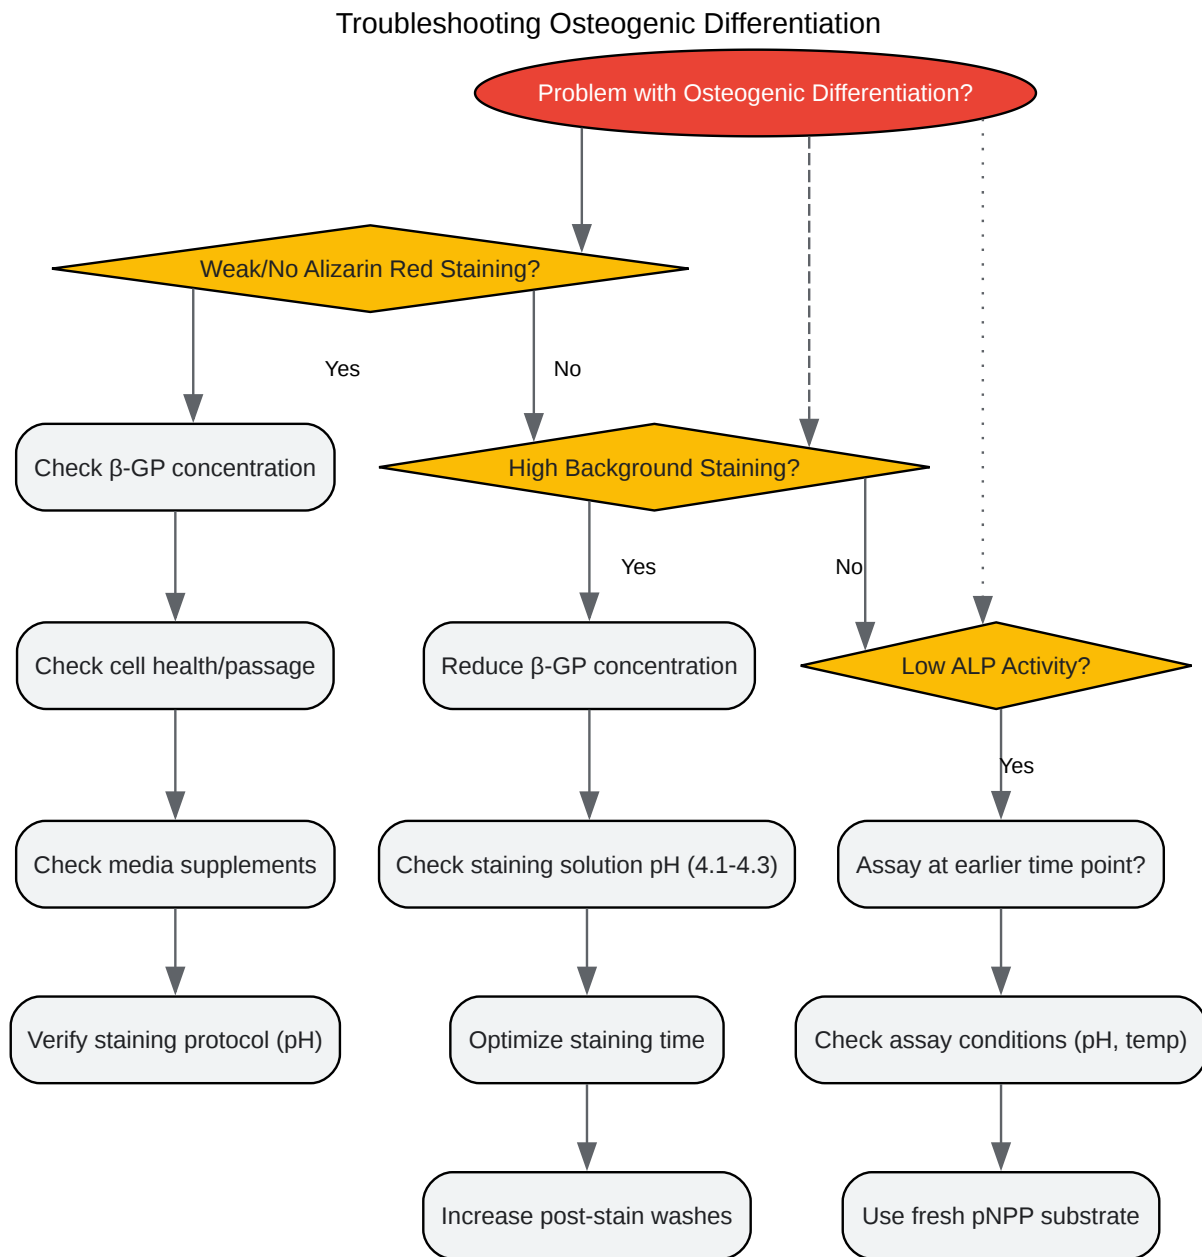 Troubleshooting Osteogenic Differentiation
Problem with Osteogenic Differentiation?
Weak/No Alizarin Red Staining?
Yes
No
Check β-GP concentration
High Background Staining?
Yes
No
Check cell health/passage
Reduce β-GP concentration
Low ALP Activity?
Yes
Check media supplements
Check staining solution pH (4.1-4.3)
Assay at earlier time point?
Verify staining protocol (pH)
Optimize staining time
Check assay conditions (pH, temp)
Increase post-stain washes
Use fresh pNPP substrate